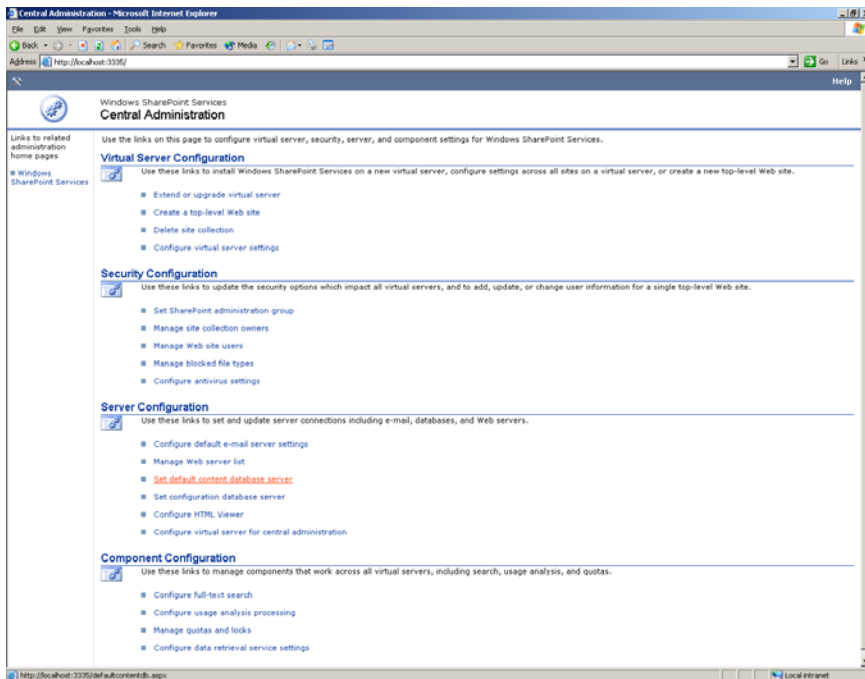 Central Administration - Microsoft Internet Explorer
File Edit View Favorites Tools Help
Back Search Favorites Media
Address http://localhost:3335/ Go Links
Help
Windows SharePoint Services
Central Administration
Links to related
administration
home pages
Windows
SharePoint Services
Use the links on this page to configure virtual server, security, server, and component settings for Windows SharePoint Services.
Virtual Server Configuration
Use these links to install Windows SharePoint Services on a new virtual server, configure settings across all sites on a virtual server, or create a new top-level Web site.
Extend or upgrade virtual server
Create a top-level Web site
Delete site collection
Configure virtual server settings
Security Configuration
Use these links to update the security options which impact all virtual servers, and to add, update, or change user information for a single top-level Web site.
Set SharePoint administration group
Manage site collection owners
Manage Web site users
Manage blocked file types
Configure antivirus settings
Server Configuration
Use these links to set and update server connections including e-mail, databases, and Web servers.
Configure default e-mail server settings
Manage Web server list
Set default content database server
Set configuration database server
Configure HTML Viewer
Configure virtual server for central administration
Component Configuration
Use these links to manage components that work across all virtual servers, including search, usage analysis, and quotas.
Configure full-text search
Configure usage analysis processing
Manage quotas and locks
Configure data retrieval service settings
http://localhost:3335/defaultcontentdb.aspx Local intranet